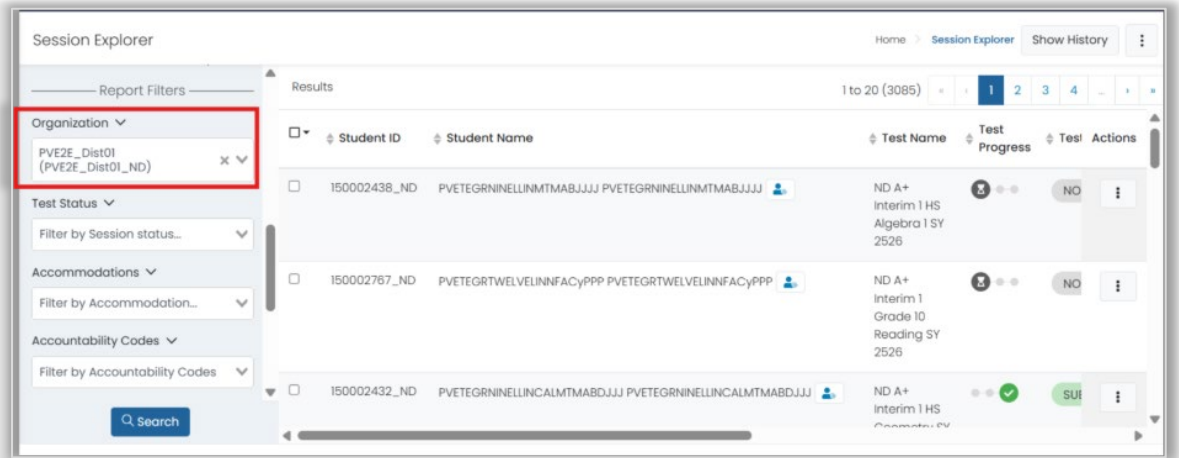 Session Explorer
Home > Session Explorer Show History
Report Filters
Organization
PVE2E_Dist01
(PVE2E_Dist01_ND)
Test Status
Filter by Session status...
Accommodations
Filter by Accommodation...
Accountability Codes
Filter by Accountability Codes
Search
Results
1 to 20 (3085) « ‹ 1 2 3 4 ... › »
Student ID Student Name Test Name Test Progress Test Actions
150002438_ND PVETEGRNINELLINMTMABJJJJ PVETEGRNINELLINMTMABJJJJ ND A+ NO
Interim 1 HS
Algebra 1 SY
2526
150002767_ND PVETEGRTWELVELINNFACyPPP PVETEGRTWELVELINNFACyPPP ND A+ NO
Interim 1
Grade 10
Reading SY
2526
150002432_ND PVETEGRNINELLINCALMTMABDJJJ PVETEGRNINELLINCALMTMABDJJJ ND A+ SUB
Interim 1 HS
Geometry SY